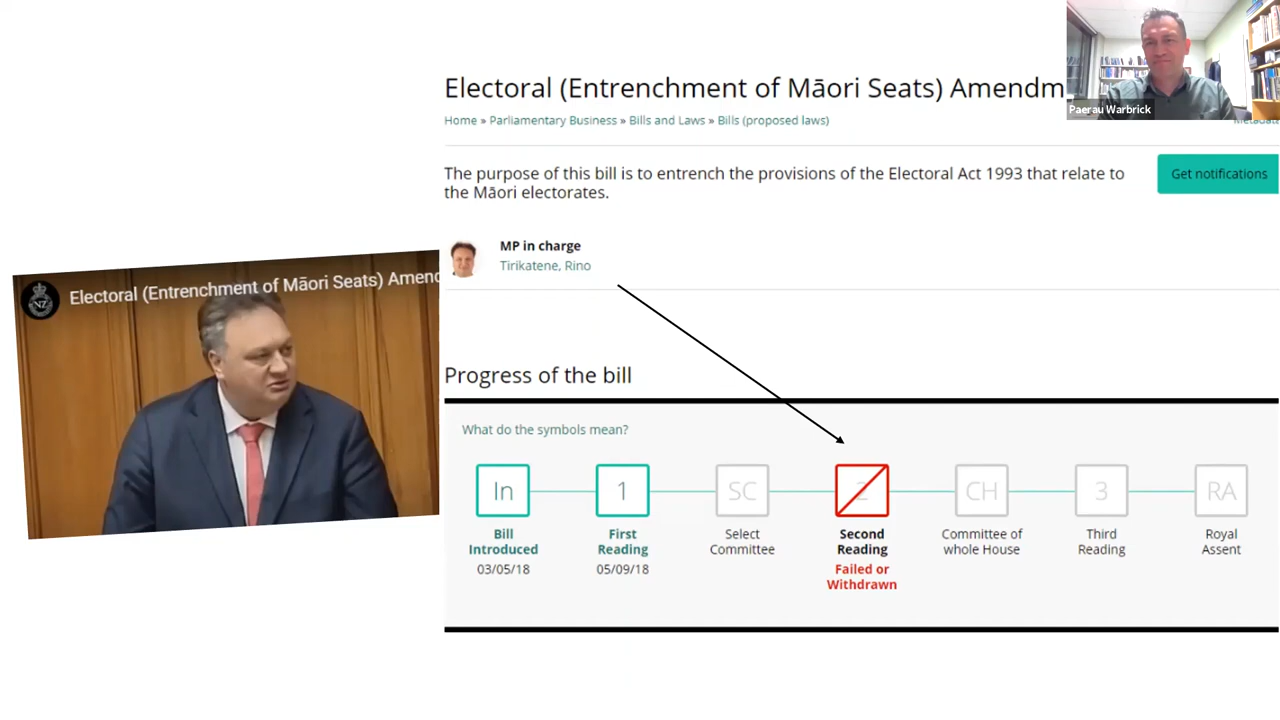 Paerau Warbrick
Electoral (Entrenchment of Māori Seats) Amendm
Home » Parliamentary Business » Bills and Laws » Bills (proposed laws)
The purpose of this bill is to entrench the provisions of the Electoral Act 1993 that relate to
the Māori electorates.
Get notifications
MP in charge
Tirikatene, Rino
NZ
Electoral (Entrenchment of Māori Seats) Amend
Progress of the bill
What do the symbols mean?
In
1
SC
2
CH
3
RA
Bill
Introduced
03/05/18
First
Reading
05/09/18
Select
Committee
Second
Reading
Failed or
Withdrawn
Committee of
whole House
Third
Reading
Royal
Assent